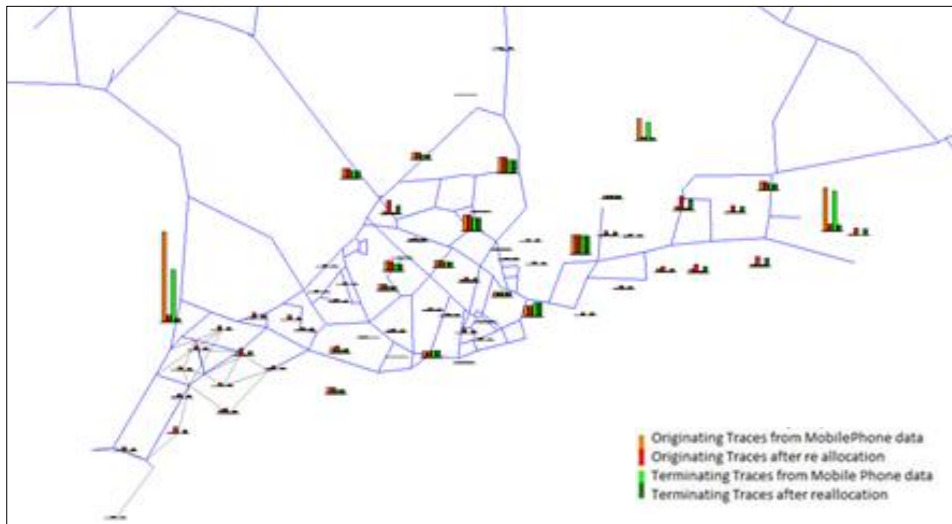 Originating Traces from MobilePhone data
Originating Traces after re allocation
Terminating Traces from Mobile Phone data
Terminating Traces after reallocation